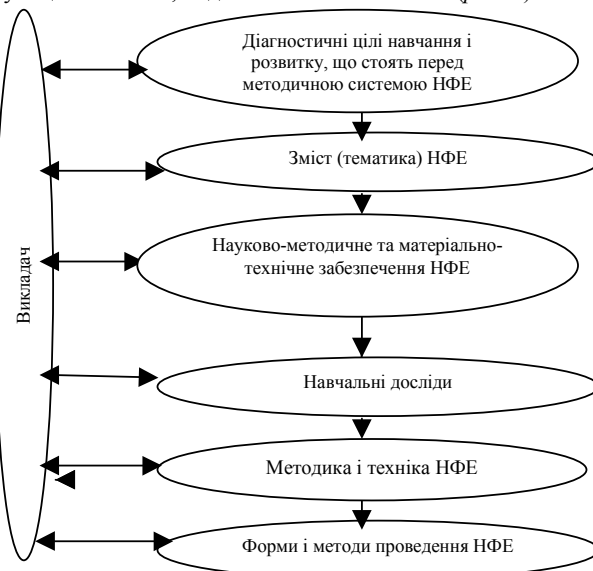 Діагностичні цілі навчання і
розвитку, що стоять перед
методичною системою НФЕ
Зміст (тематика) НФЕ
Науково-методичне та матеріально-
технічне забезпечення НФЕ
Викладач
Навчальні досліди
Методика і техніка НФЕ
Форми і методи проведення НФЕ